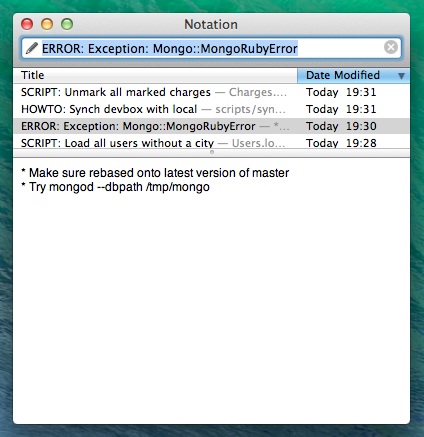 Notation
ERROR: Exception: Mongo::MongoRubyError
Title Date Modified
SCRIPT: Unmark all marked charges — Charges.... Today 19:31
HOWTO: Synch devbox with local — scripts/syn... Today 19:31
ERROR: Exception: Mongo::MongoRubyError — *... Today 19:30
SCRIPT: Load all users without a city — Users.lo... Today 19:28
* Make sure rebased onto latest version of master
* Try mongod --dbpath /tmp/mongo